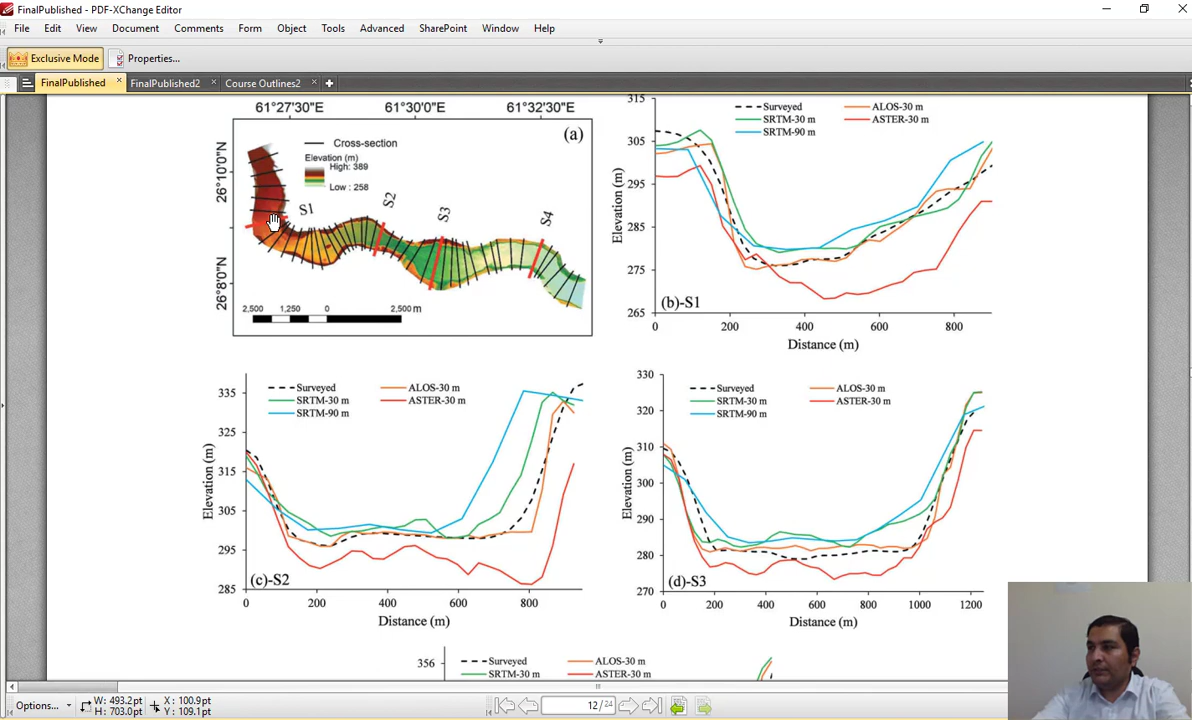 FinalPublished - PDF-XChange Editor
File Edit View Document Comments Form Object Tools Advanced SharePoint Window Help
Exclusive Mode Properties...
FinalPublished × FinalPublished2 × Course Outlines2 ×
61°27'30"E 61°30'0"E 61°32'30"E
(a)
Cross-section
Elevation (m)
High: 389
Low : 258
26°10'0"N
26°8'0"N
S1 S2 S3 S4
2,500 1,250 0 2,500 m
315
305
295
285
275
265
Elevation (m)
Surveyed ALOS-30 m
SRTM-30 m ASTER-30 m
SRTM-90 m
(b)-S1
0 200 400 600 800
Distance (m)
335
325
315
305
295
285
Elevation (m)
Surveyed ALOS-30 m
SRTM-30 m ASTER-30 m
SRTM-90 m
(c)-S2
0 200 400 600 800
Distance (m)
330
320
310
300
290
280
270
Elevation (m)
Surveyed ALOS-30 m
SRTM-30 m ASTER-30 m
SRTM-90 m
(d)-S3
0 200 400 600 800 1000 1200
Distance (m)
356
Surveyed ALOS-30 m
SRTM-30 m ASTER-30 m
Options... W: 493.2pt X: 100.9pt 12/24
H: 703.0pt Y: 109.1pt